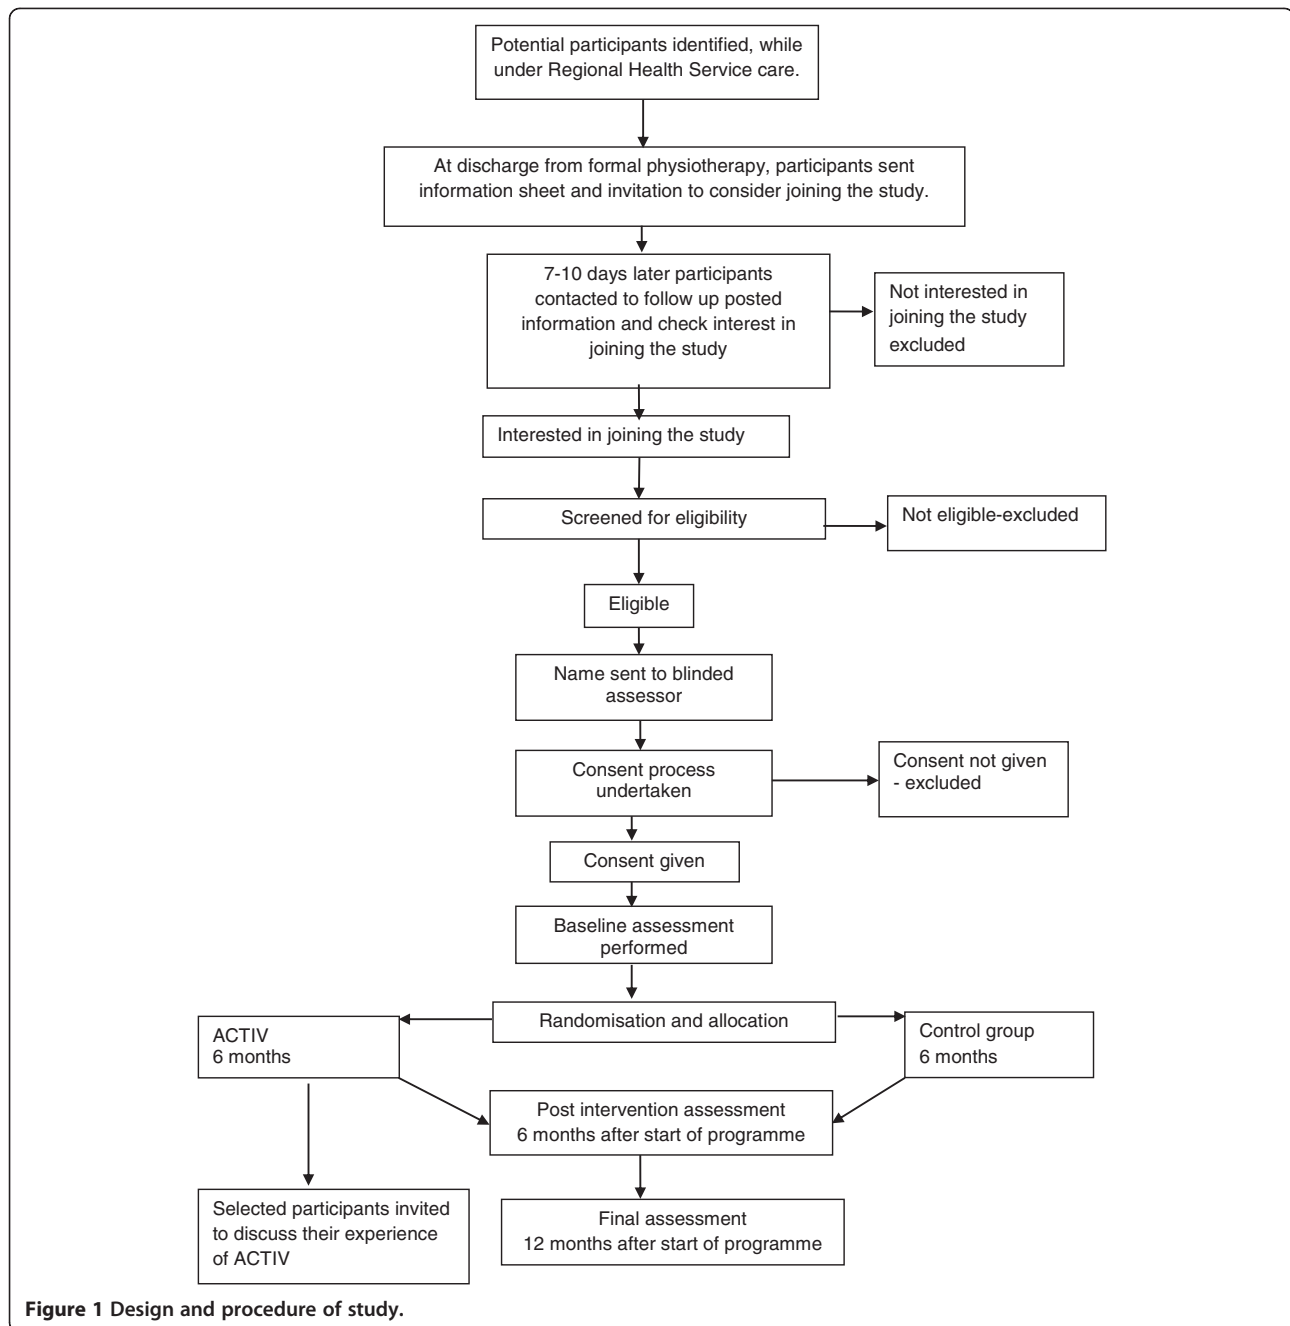 Potential participants identified, while
under Regional Health Service care.
At discharge from formal physiotherapy, participants sent
information sheet and invitation to consider joining the study.
7-10 days later participants
contacted to follow up posted
information and check interest in
joining the study
Not interested in
joining the study
excluded
Interested in joining the study
Screened for eligibility
Not eligible-excluded
Eligible
Name sent to blinded
assessor
Consent process
undertaken
Consent not given
- excluded
Consent given
Baseline assessment
performed
Randomisation and allocation
ACTIV
6 months
Control group
6 months
Post intervention assessment
6 months after start of programme
Selected participants invited
to discuss their experience
of ACTIV
Final assessment
12 months after start of programme
Figure 1 Design and procedure of study.